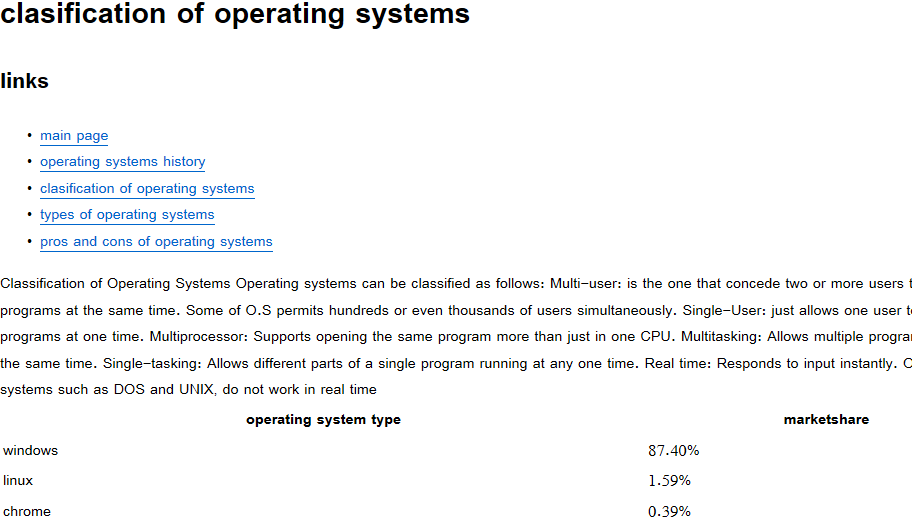 clasification of operating systems
links
• main page
• operating systems history
• clasification of operating systems
• types of operating systems
• pros and cons of operating systems
Classification of Operating Systems Operating systems can be classified as follows: Multi-user: is the one that concede two or more users
programs at the same time. Some of O.S permits hundreds or even thousands of users simultaneously. Single-User: just allows one user
programs at one time. Multiprocessor: Supports opening the same program more than just in one CPU. Multitasking: Allows multiple
the same time. Single-tasking: Allows different parts of a single program running at any one time. Real time: Responds to input instantly.
systems such as DOS and UNIX, do not work in real time
operating system type marketshare
windows 87.40%
linux 1.59%
chrome 0.39%